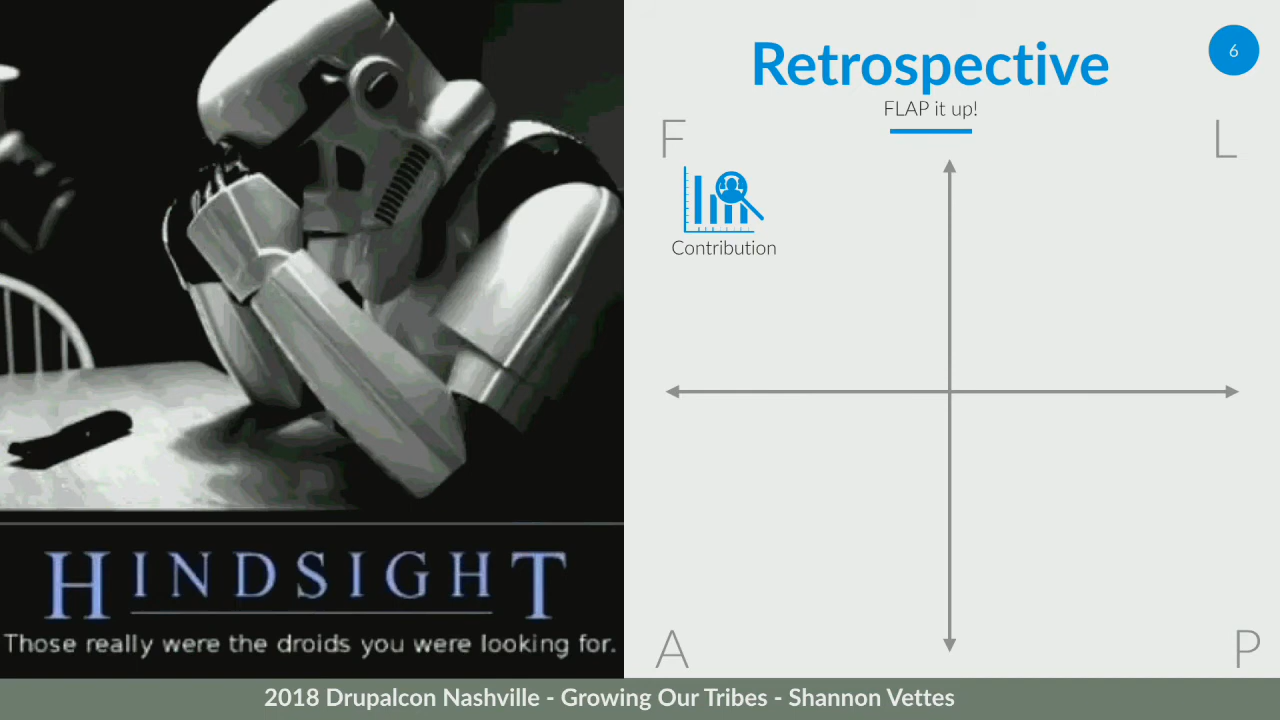 Retrospective
6
FLAP it up!
F
L
Contribution
HINDSIGHT
Those really were the droids you were looking for.
A
P
2018 Drupalcon Nashville - Growing Our Tribes - Shannon Vettes